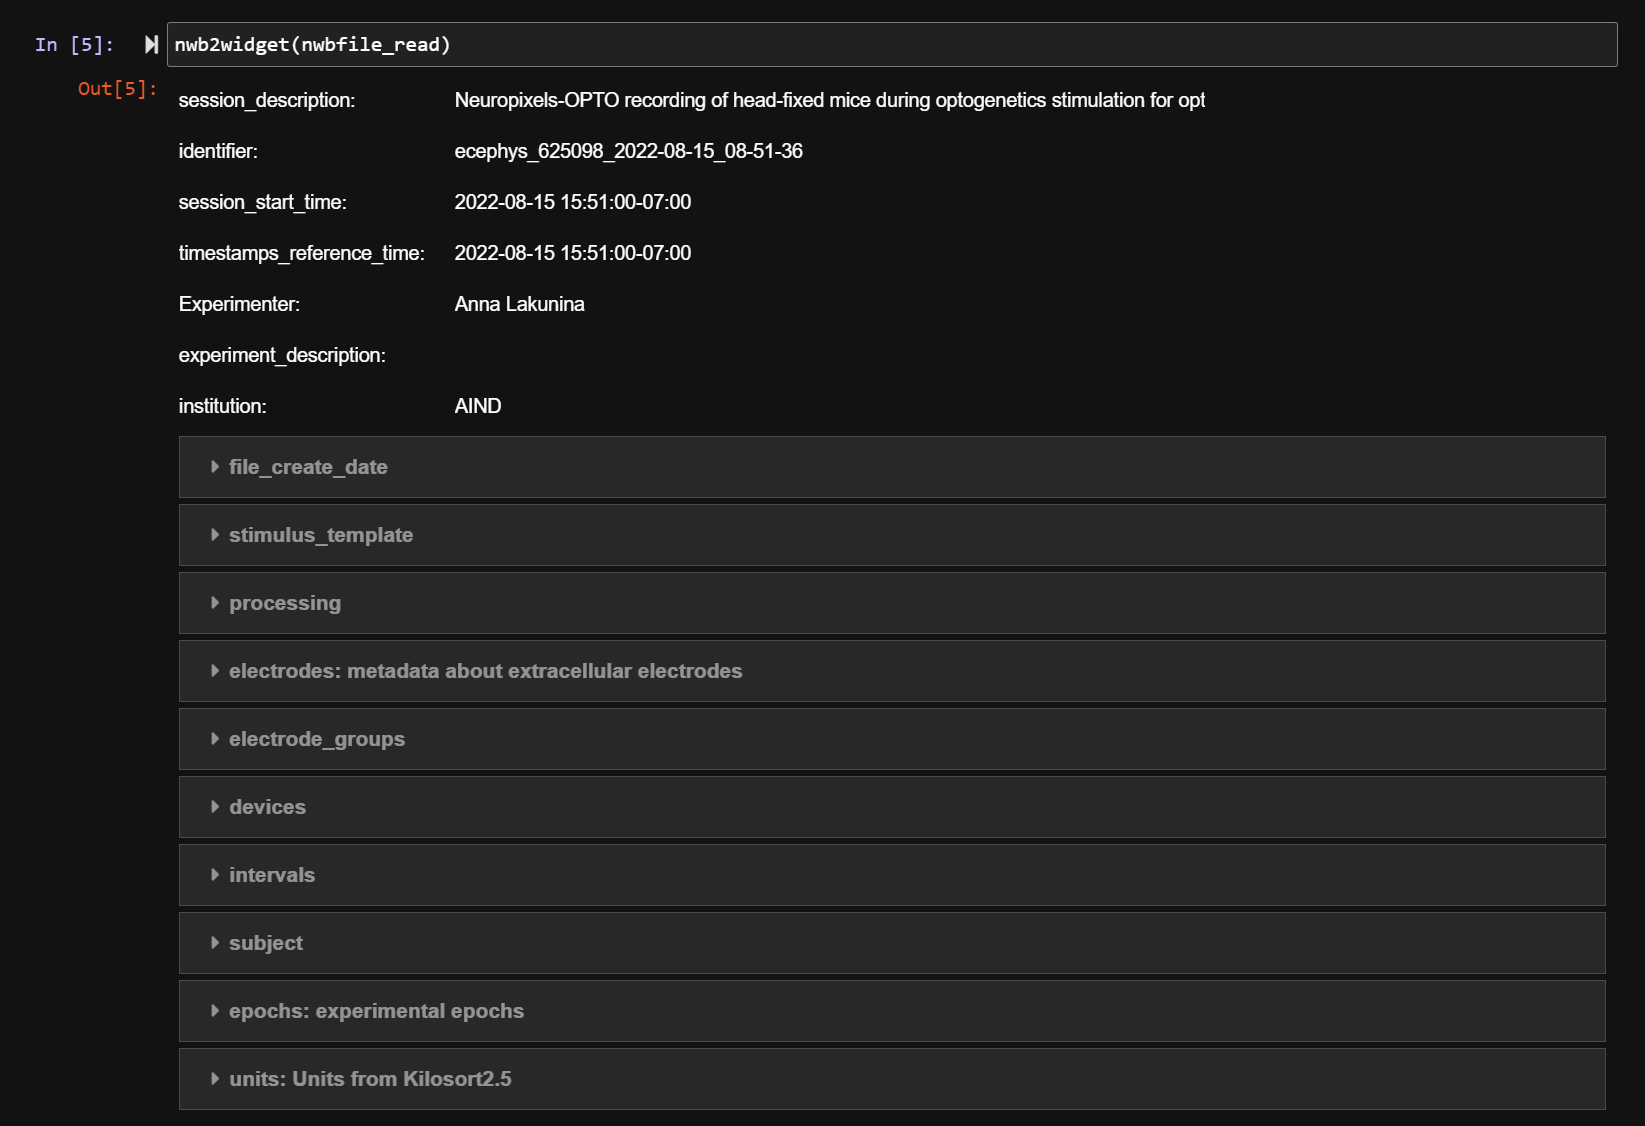 In [5]: nwb2widget(nwbfile_read)
Out[5]:
session_description: Neuropixels-OPTO recording of head-fixed mice during optogenetics stimulation for opt
identifier: ecephys_625098_2022-08-15_08-51-36
session_start_time: 2022-08-15 15:51:00-07:00
timestamps_reference_time: 2022-08-15 15:51:00-07:00
Experimenter: Anna Lakunina
experiment_description:
institution: AIND
file_create_date
stimulus_template
processing
electrodes: metadata about extracellular electrodes
electrode_groups
devices
intervals
subject
epochs: experimental epochs
units: Units from Kilosort2.5